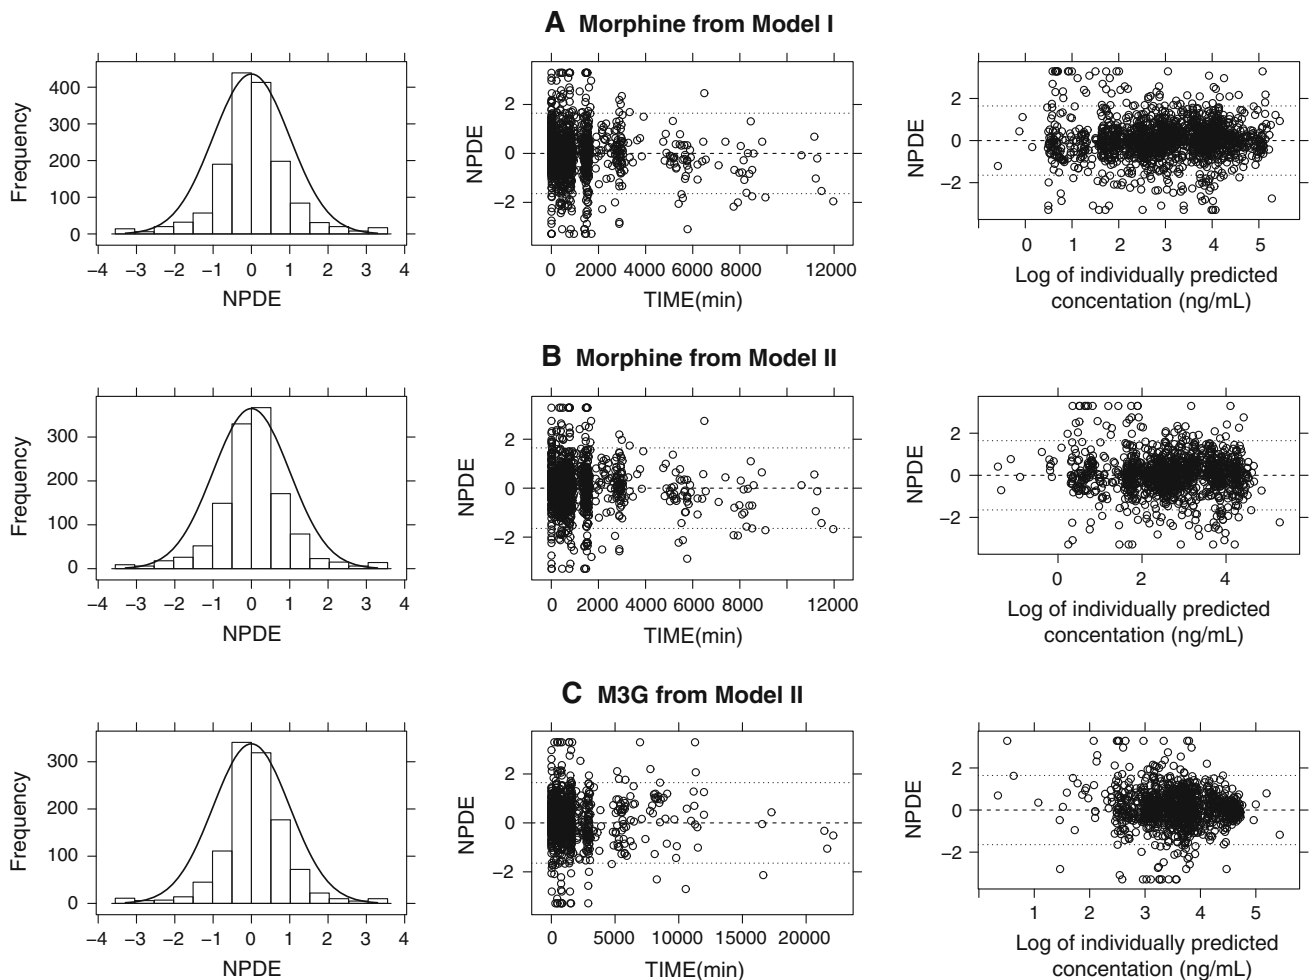 A Morphine from Model I
Frequency
400
300
200
100
0
−4 −3 −2 −1 0 1 2 3 4
NPDE
NPDE
2
0
−2
0 2000 4000 6000 8000 12000
TIME(min)
NPDE
2
0
−2
0 1 2 3 4 5
Log of individually predicted
concentation (ng/mL)
B Morphine from Model II
Frequency
300
200
100
0
−4 −3 −2 −1 0 1 2 3 4
NPDE
NPDE
2
0
−2
0 2000 4000 6000 8000 12000
TIME(min)
NPDE
2
0
−2
0 2 4
Log of individually predicted
concentation (ng/mL)
C M3G from Model II
Frequency
300
200
100
0
−4 −3 −2 −1 0 1 2 3 4
NPDE
NPDE
2
0
−2
0 5000 10000 15000 20000
TIME(min)
NPDE
2
0
−2
1 2 3 4 5
Log of individually predicted
concentation (ng/mL)